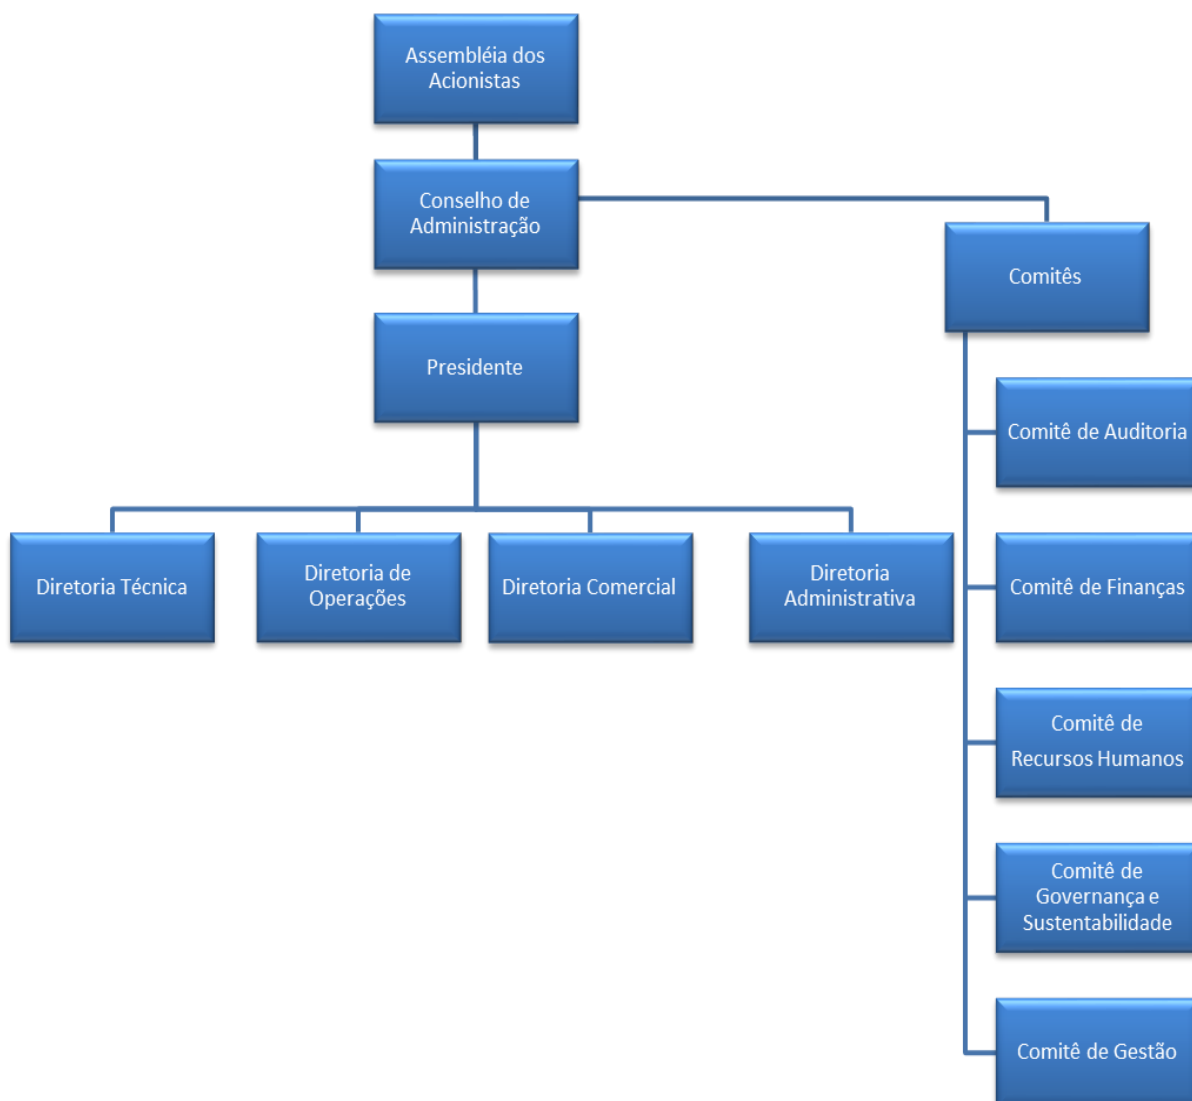 Assembléia dos
Acionistas
Conselho de
Administração
Comitês
Presidente
Comitê de Auditoria
Diretoria Técnica
Diretoria de
Operações
Diretoria Comercial
Diretoria
Administrativa
Comitê de Finanças
Comitê de
Recursos Humanos
Comitê de
Governança e
Sustentabilidade
Comitê de Gestão